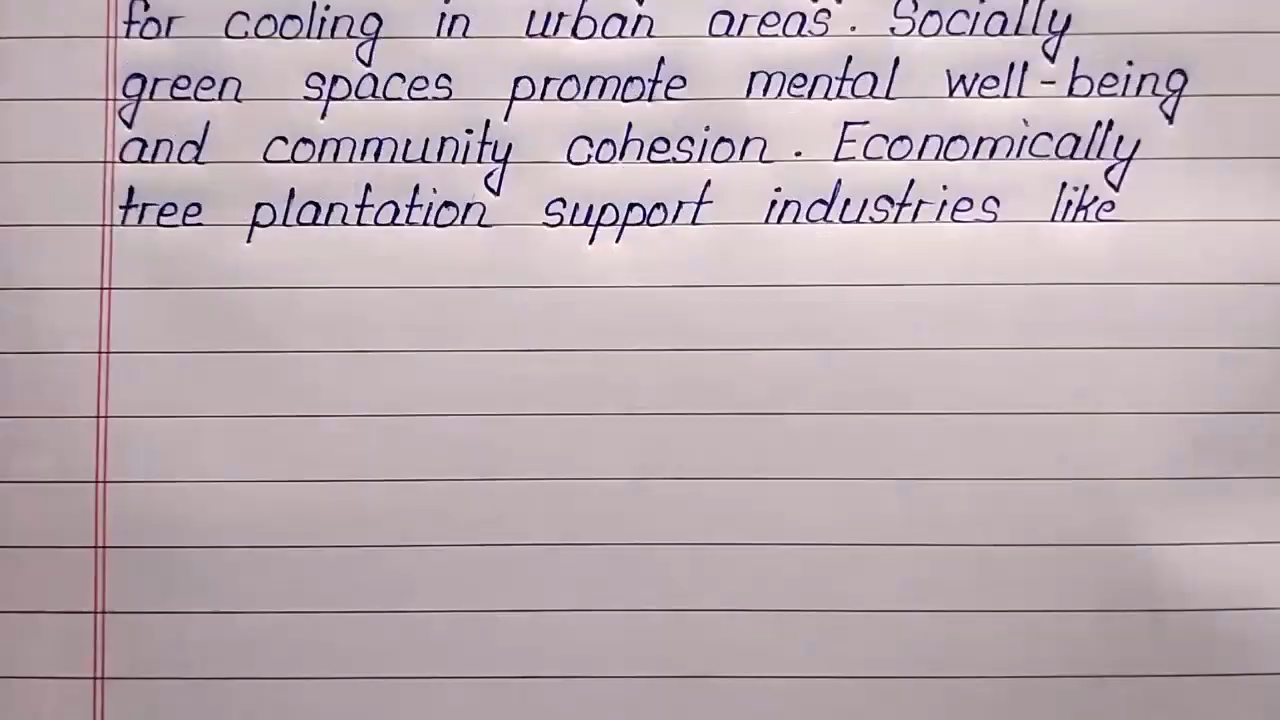 for cooling in urban areas. Socially
green spaces promote mental well-being
and community cohesion. Economically
tree plantation support industries like